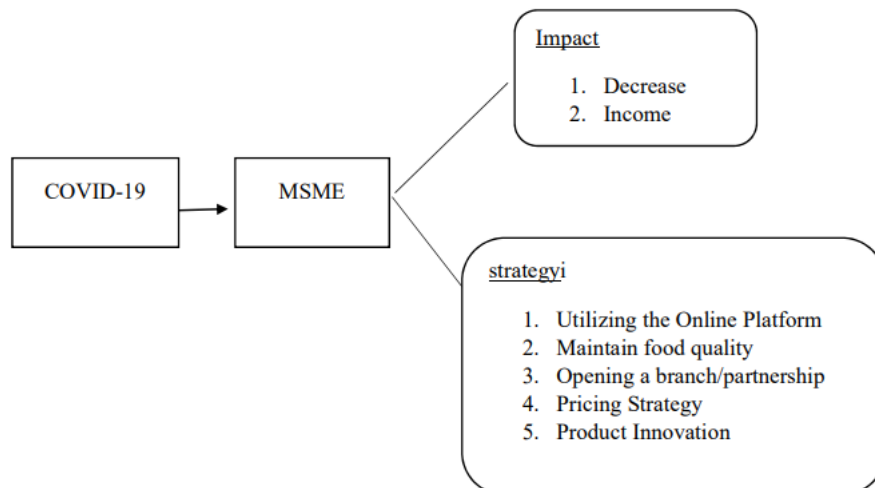 COVID-19
MSME
Impact
1. Decrease
2. Income
strategyi
1. Utilizing the Online Platform
2. Maintain food quality
3. Opening a branch/partnership
4. Pricing Strategy
5. Product Innovation